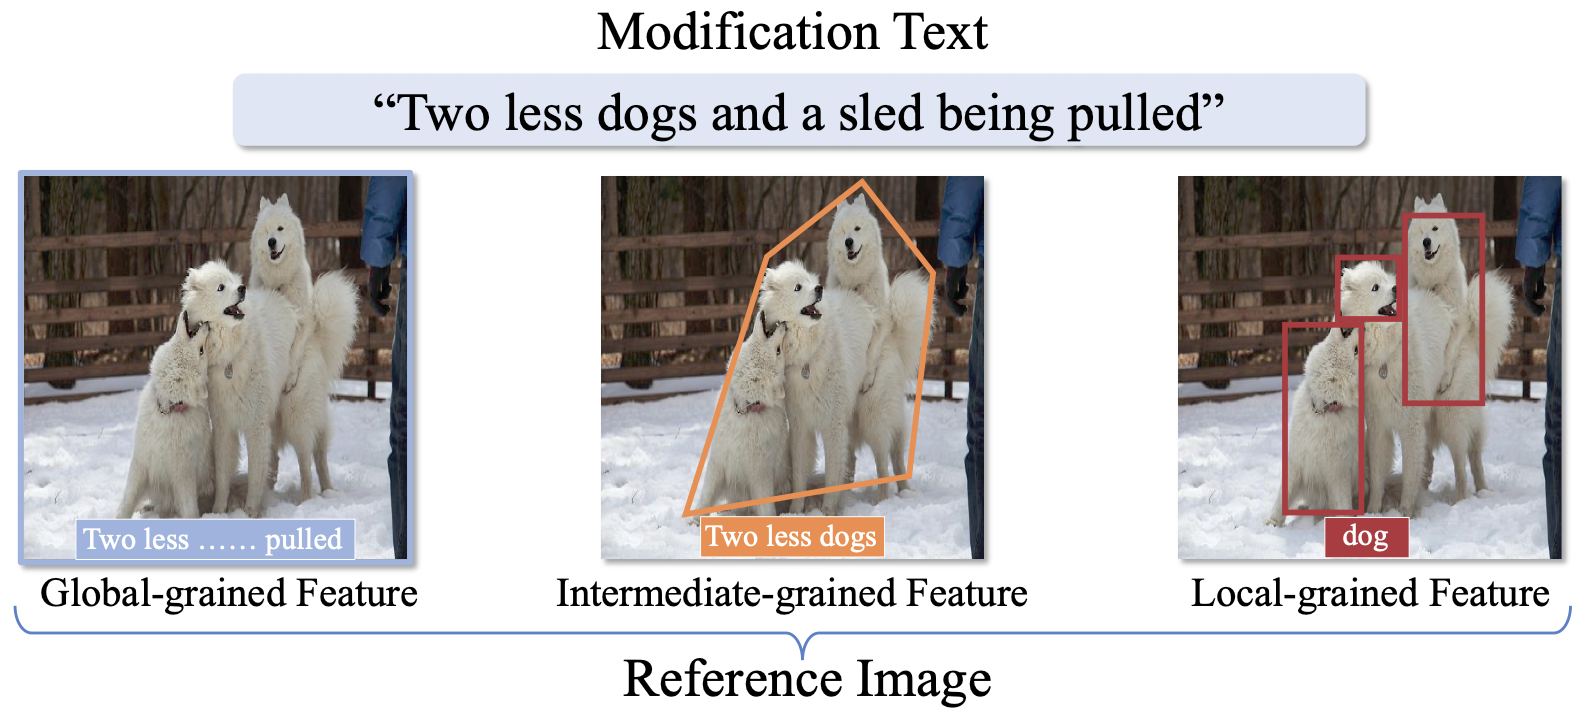 Modification Text
“Two less dogs and a sled being pulled”
Two less …… pulled
Two less dogs
dog
Global-grained Feature
Intermediate-grained Feature
Local-grained Feature
Reference Image